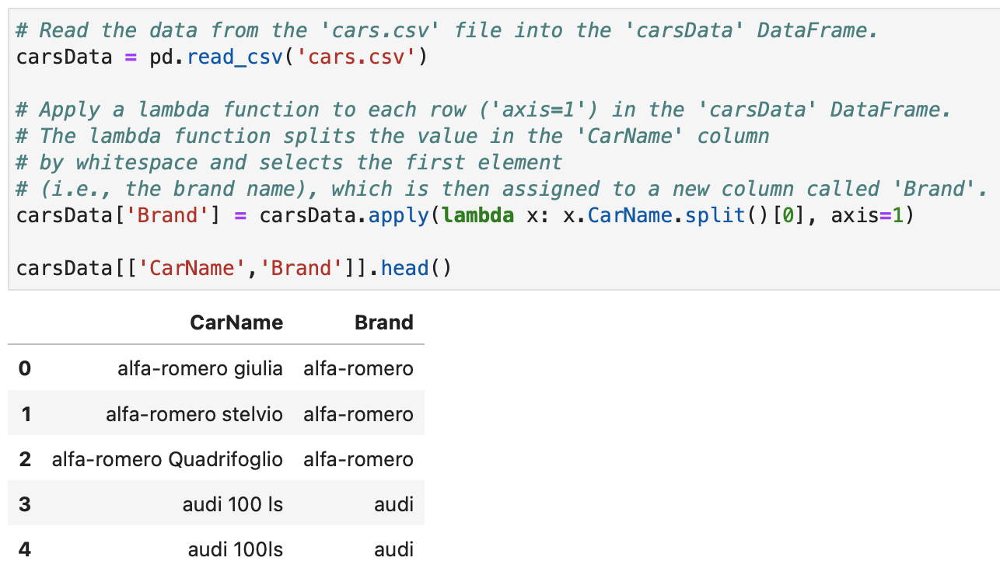 # Read the data from the 'cars.csv' file into the 'carsData' DataFrame.
carsData = pd.read_csv('cars.csv')
# Apply a lambda function to each row ('axis=1') in the 'carsData' DataFrame.
# The lambda function splits the value in the 'CarName' column
# by whitespace and selects the first element
# (i.e., the brand name), which is then assigned to a new column called 'Brand'.
carsData['Brand'] = carsData.apply(lambda x: x.CarName.split()[0], axis=1)
carsData[['CarName','Brand']].head()
CarName Brand
0 alfa-romero giulia alfa-romero
1 alfa-romero stelvio alfa-romero
2 alfa-romero Quadrifoglio alfa-romero
3 audi 100 ls audi
4 audi 100ls audi